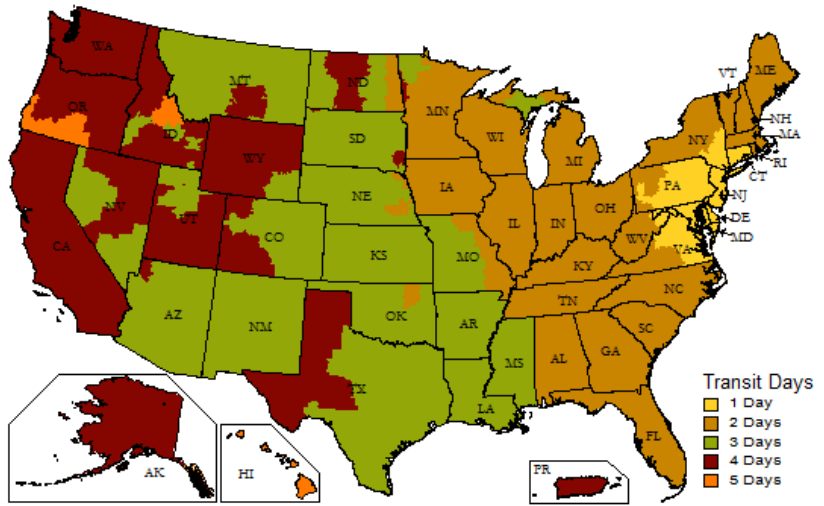 WA
OR
CA
NV
ID
MT
WY
UT
AZ
CO
NM
ND
SD
NE
KS
OK
TX
MN
IA
MO
AR
LA
WI
IL
MS
MI
IN
KY
TN
AL
OH
GA
FL
SC
NC
VA
WV
PA
NY
VT
ME
NH
MA
RI
CT
NJ
DE
MD
AK
HI
PR
Transit Days
1 Day
2 Days
3 Days
4 Days
5 Days